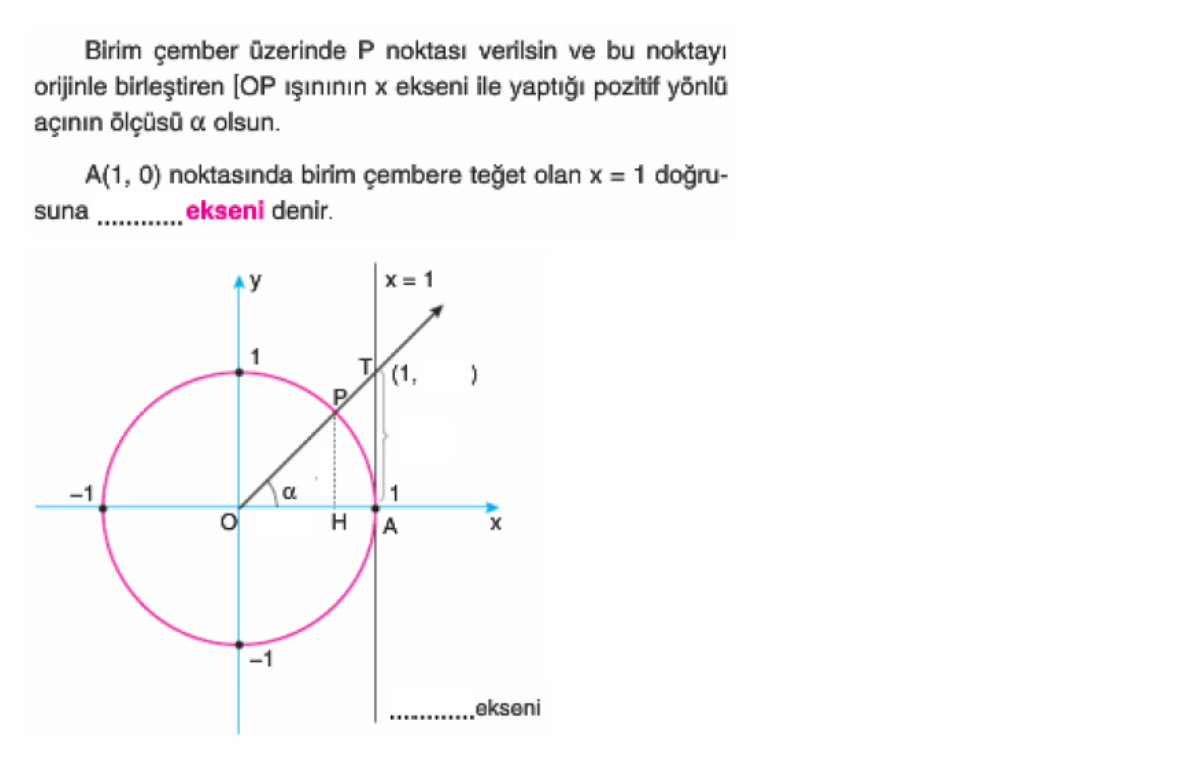 Birim çember üzerinde P noktası verilsin ve bu noktayı
orijinle birleştiren [OP ışınının x ekseni ile yaptığı pozitif yönlü
açının ölçüsü α olsun.
A(1, 0) noktasında birim çembere teğet olan x = 1 doğru-
suna ............ ekseni denir.
y
x = 1
1
T
(1, )
P
–1
α
1
O
H
A
x
–1
............ekseni